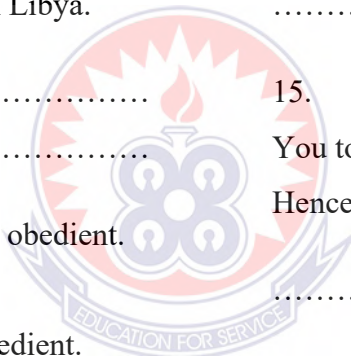 Libya.
………………
15.
………………
You to
Hence
obedient.
edient.
EDUCATION FOR SERVICE